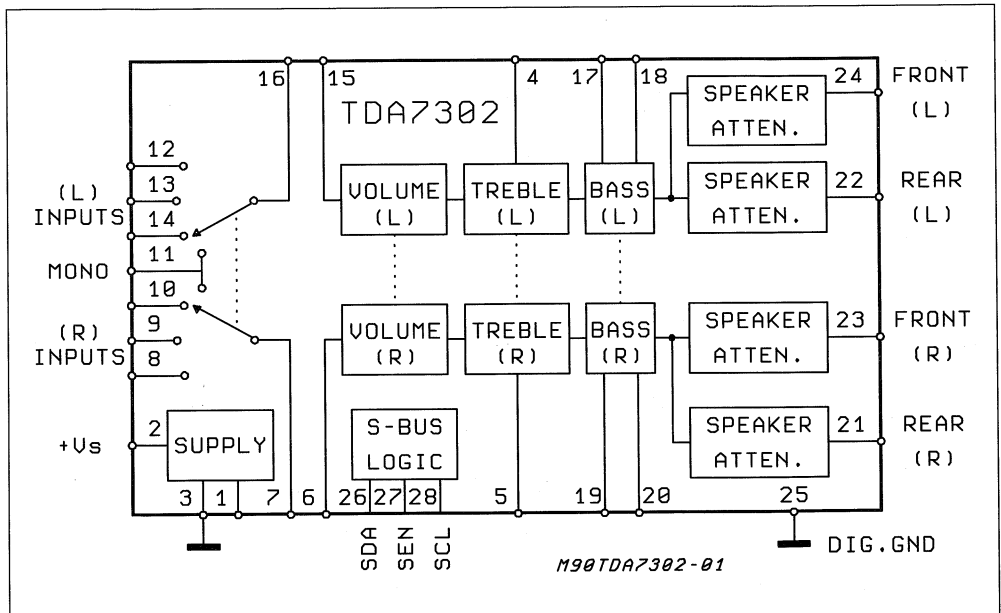 16
15
4
17
18
24
FRONT
(L)
TDA7302
SPEAKER
ATTEN.
12
13
(L)
INPUTS
14
VOLUME
(L)
TREBLE
(L)
BASS
(L)
SPEAKER
ATTEN.
22
REAR
(L)
11
MONO
10
9
(R)
INPUTS
8
VOLUME
(R)
TREBLE
(R)
BASS
(R)
SPEAKER
ATTEN.
23
FRONT
(R)
+Vs
2
SUPPLY
S-BUS
LOGIC
SPEAKER
ATTEN.
21
REAR
(R)
3
1
7
6
26
27
28
5
19
20
25
SDA
SEN
SCL
DIG.GND
M90TDA7302-01